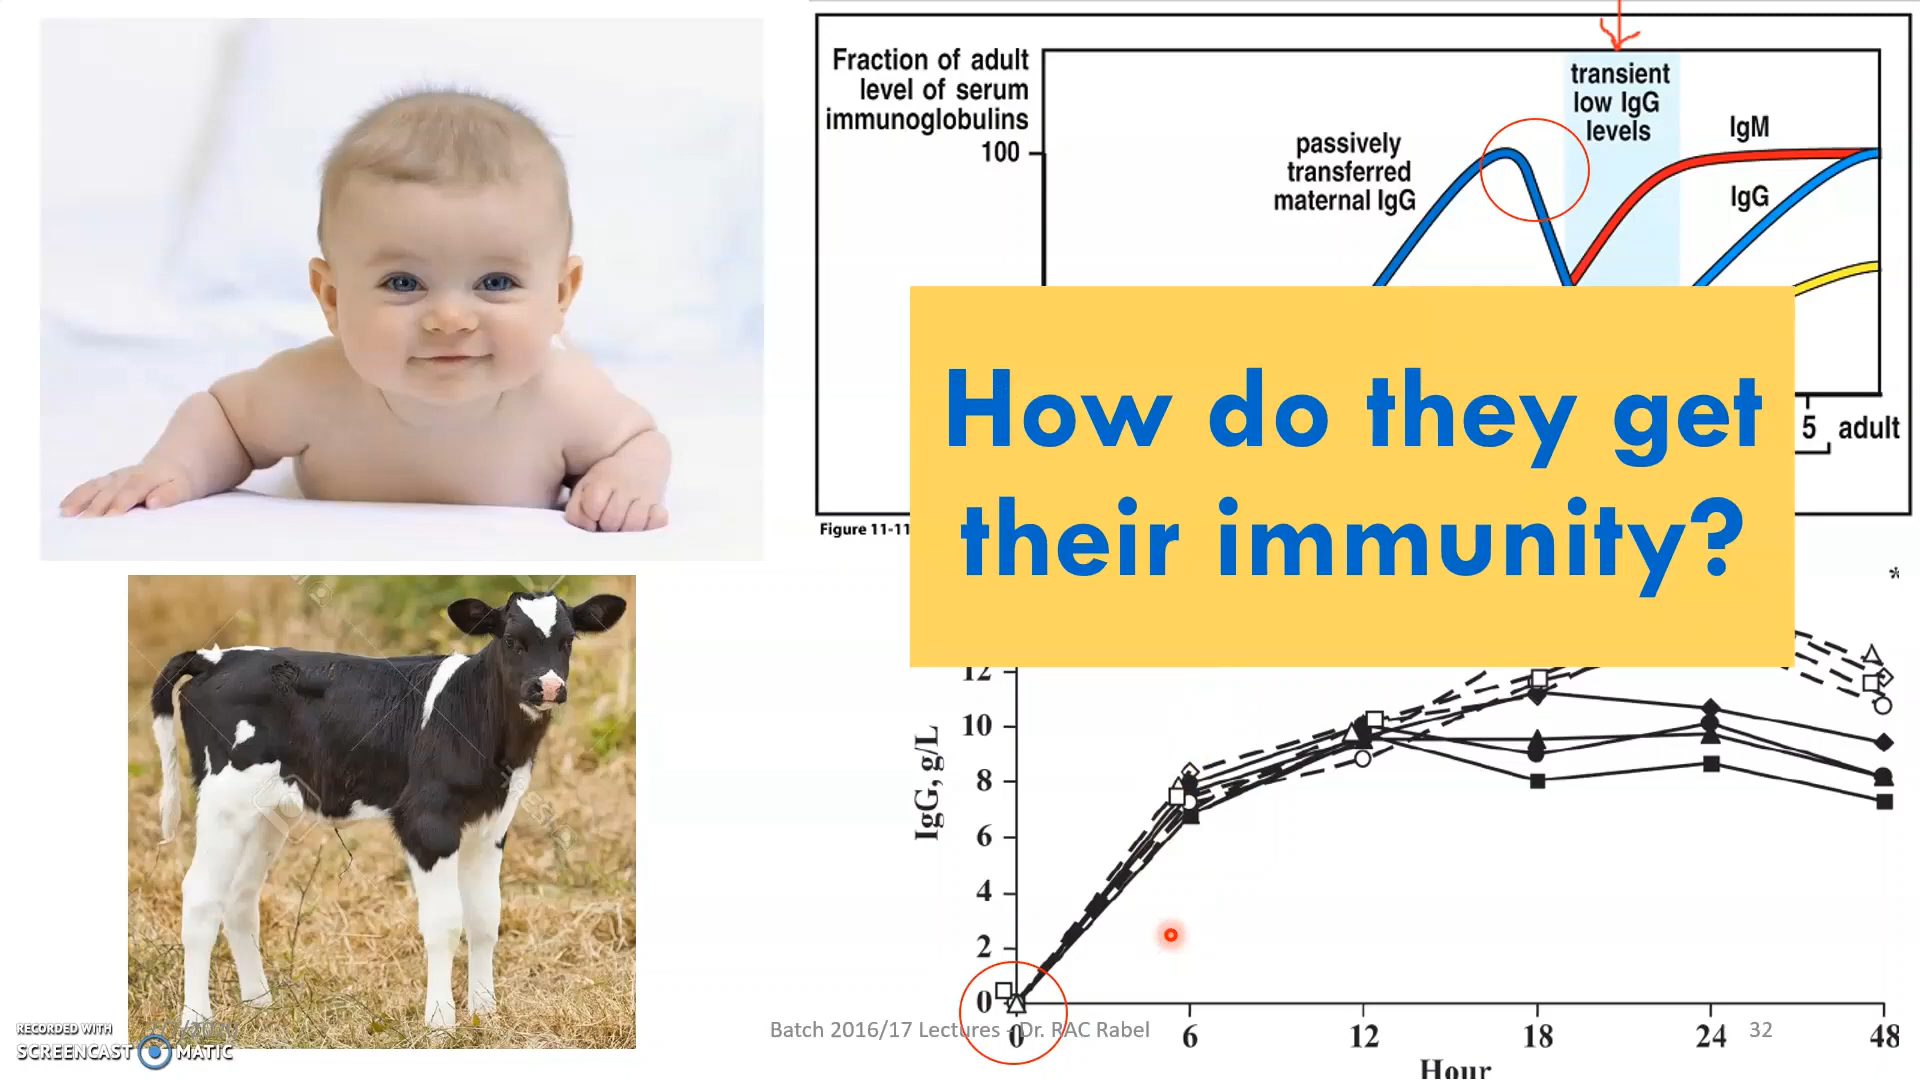 Fraction of adult
level of serum
immunoglobulins
100
passively
transferred
maternal IgG
transient
low IgG
levels
IgM
IgG
5
adult
Figure 11-11
How do they get
their immunity?
*
IgG, g/L
12
10
8
6
4
2
0
0 6 12 18 24 48
Hour
Batch 2016/17 Lectures - Dr. RAC Rabel
32
RECORDED WITH
SCREENCAST MATIC